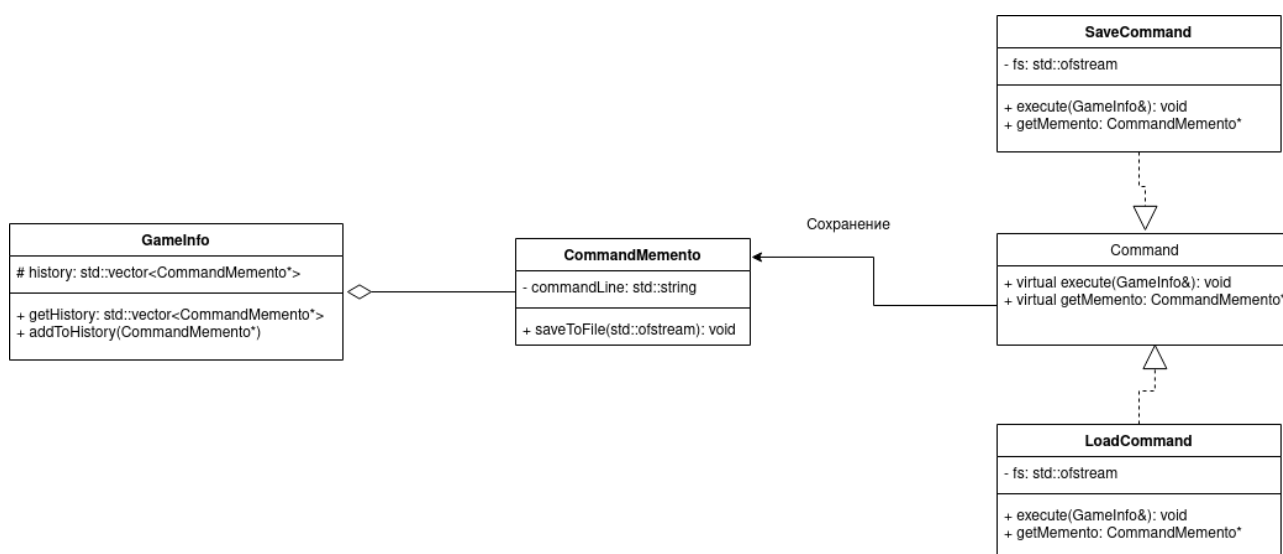 SaveCommand
- fs: std::ofstream
+ execute(GameInfo&): void
+ getMemento: CommandMemento*
Сохранение
GameInfo
# history: std::vector<CommandMemento*>
+ getHistory: std::vector<CommandMemento*>
+ addToHistory(CommandMemento*)
CommandMemento
- commandLine: std::string
+ saveToFile(std::ofstream): void
Command
+ virtual execute(GameInfo&): void
+ virtual getMemento: CommandMemento*
LoadCommand
- fs: std::ofstream
+ execute(GameInfo&): void
+ getMemento: CommandMemento*